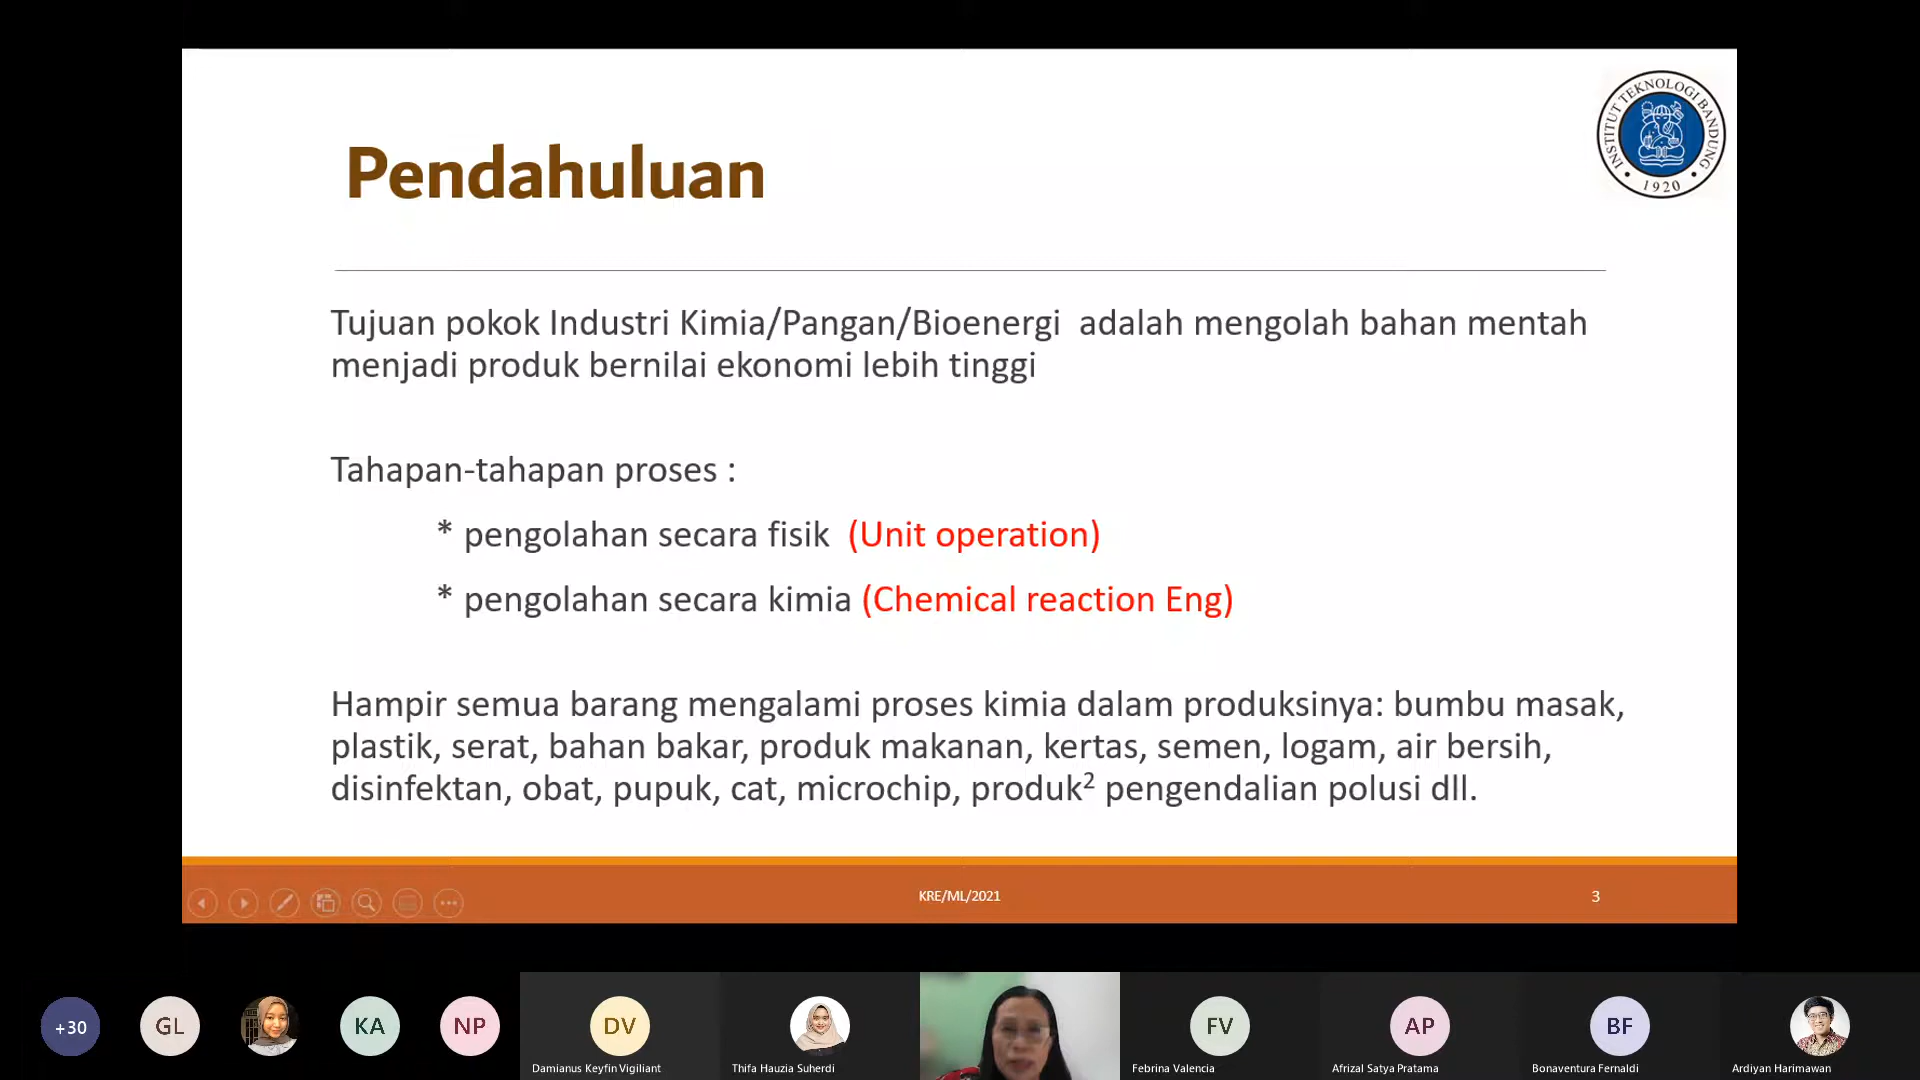 INSTITUT TEKNOLOGI BANDUNG
1920
Pendahuluan
Tujuan pokok Industri Kimia/Pangan/Bioenergi adalah mengolah bahan mentah
menjadi produk bernilai ekonomi lebih tinggi
Tahapan-tahapan proses :
* pengolahan secara fisik (Unit operation)
* pengolahan secara kimia (Chemical reaction Eng)
Hampir semua barang mengalami proses kimia dalam produksinya: bumbu masak,
plastik, serat, bahan bakar, produk makanan, kertas, semen, logam, air bersih,
disinfektan, obat, pupuk, cat, microchip, produk² pengendalian polusi dll.
KRE/ML/2021
3
+30
GL
KA
NP
DV
FV
AP
BF
Damianus Keyfin Vigiliant
Thifa Hauzia Suherdi
Febrina Valencia
Afrizal Satya Pratama
Bonaventura Fernaldi
Ardiyan Harimawan